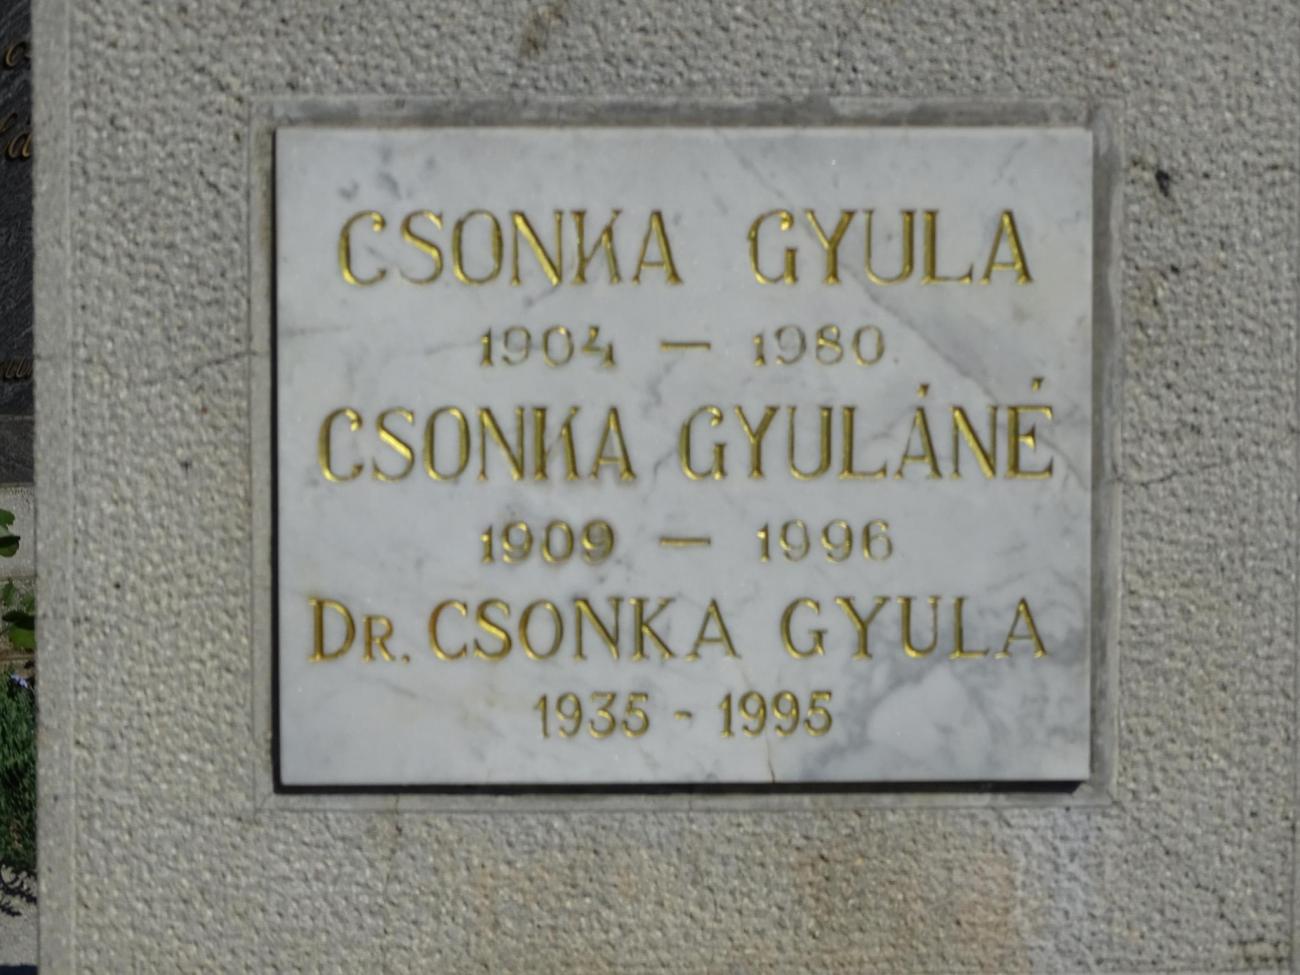 CSONKA GYULA
1904 – 1980
CSONKA GYULÁNÉ
1909 – 1996
DR. CSONKA GYULA
1935 - 1995